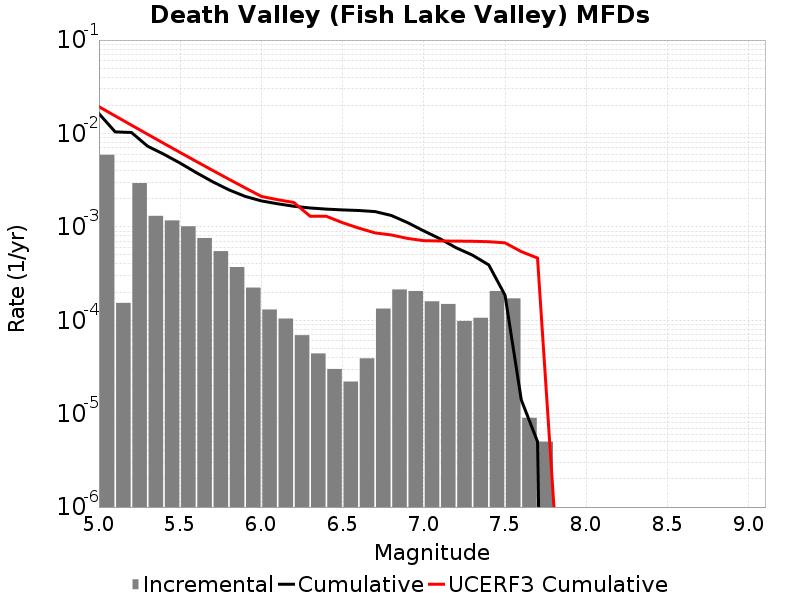 Death Valley (Fish Lake Valley) MFDs
10-1
10-2
10-3
10-4
10-5
10-6
Rate (1/yr)
5.0 5.5 6.0 6.5 7.0 7.5 8.0 8.5 9.0
Magnitude
Incremental Cumulative UCERF3 Cumulative